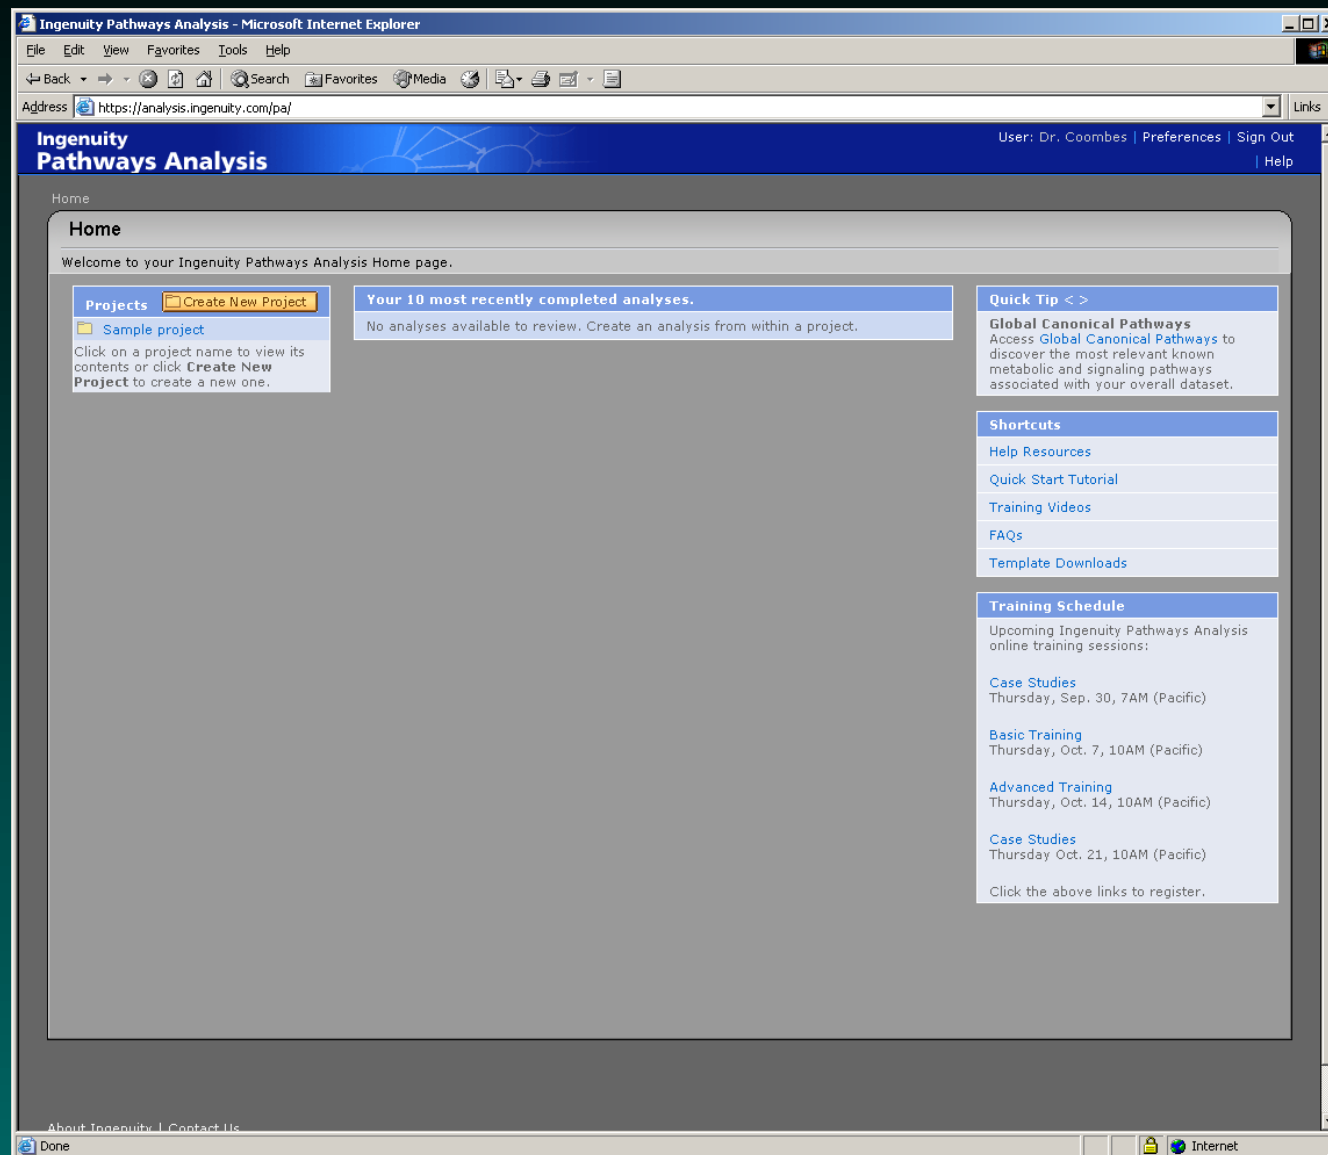 Ingenuity Pathways Analysis - Microsoft Internet Explorer
File Edit View Favorites Tools Help
Back Search Favorites Media
Address https://analysis.ingenuity.com/pa/ Links
Ingenuity
Pathways Analysis
User: Dr. Coombes | Preferences | Sign Out
| Help
Home
Home
Welcome to your Ingenuity Pathways Analysis Home page.
Projects Create New Project
Sample project
Click on a project name to view its
contents or click Create New
Project to create a new one.
Your 10 most recently completed analyses.
No analyses available to review. Create an analysis from within a project.
Quick Tip < >
Global Canonical Pathways
Access Global Canonical Pathways to
discover the most relevant known
metabolic and signaling pathways
associated with your overall dataset.
Shortcuts
Help Resources
Quick Start Tutorial
Training Videos
FAQs
Template Downloads
Training Schedule
Upcoming Ingenuity Pathways Analysis
online training sessions:
Case Studies
Thursday, Sep. 30, 7AM (Pacific)
Basic Training
Thursday, Oct. 7, 10AM (Pacific)
Advanced Training
Thursday, Oct. 14, 10AM (Pacific)
Case Studies
Thursday Oct. 21, 10AM (Pacific)
Click the above links to register.
About Ingenuity | Contact Us
Done Internet